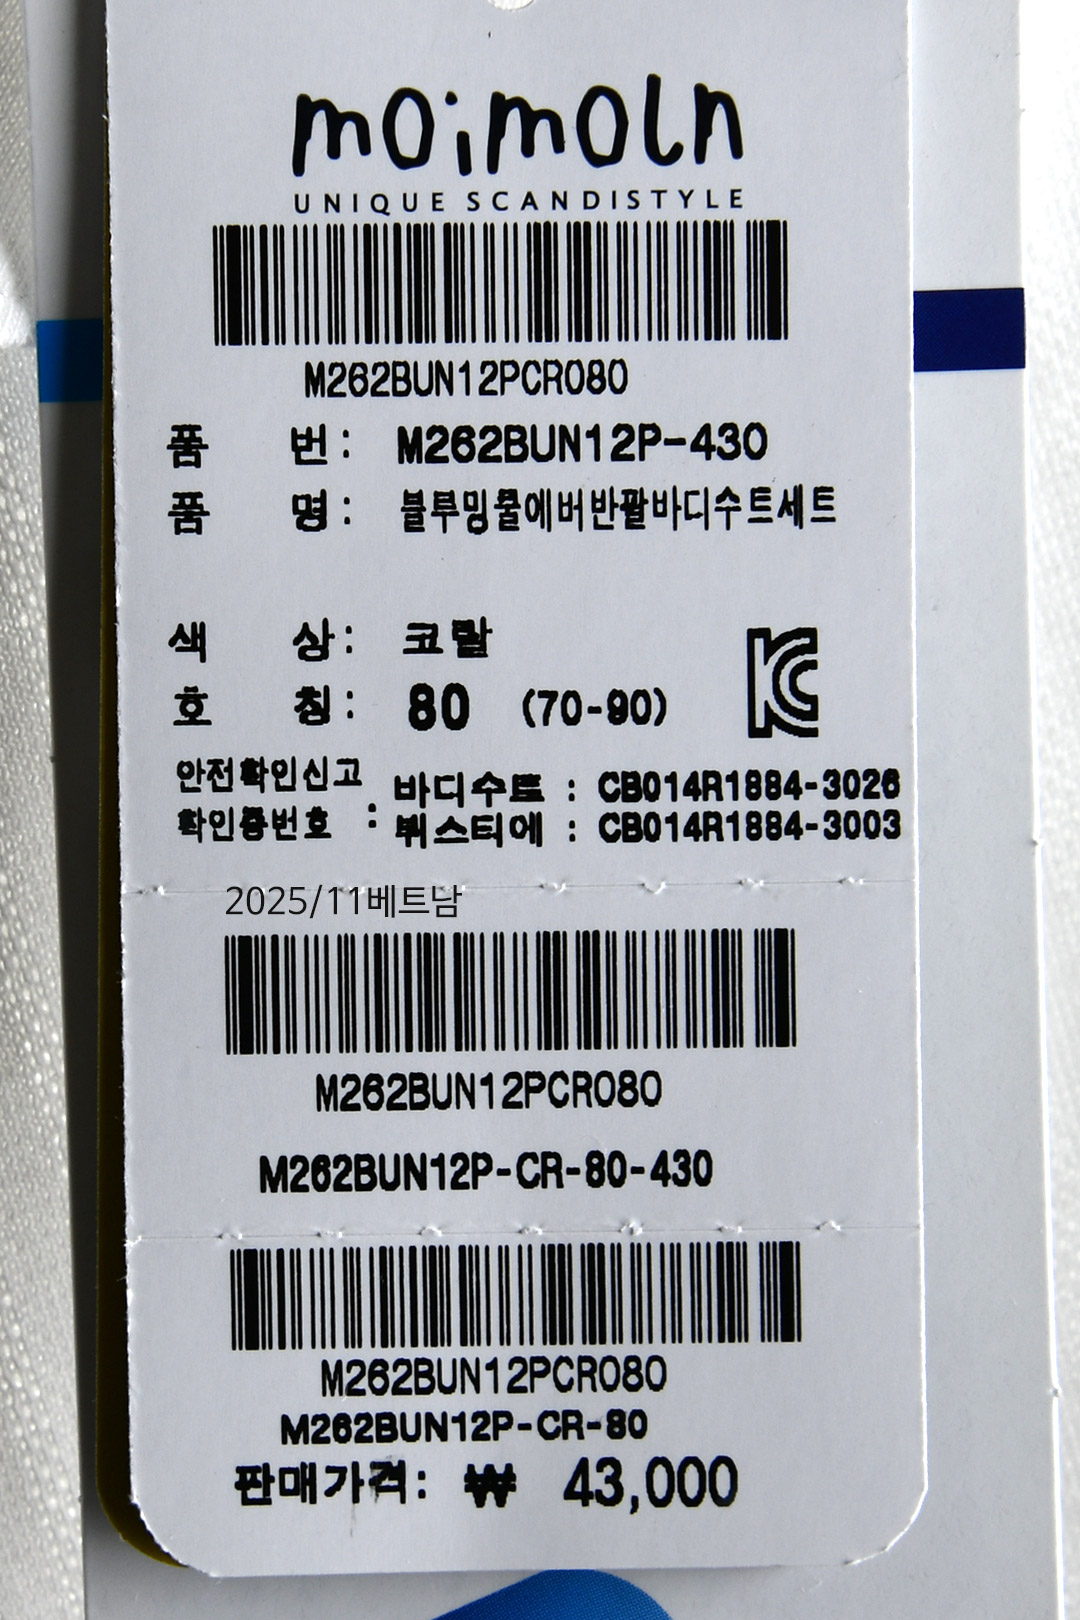 moimoln
UNIQUE SCANDISTYLE
M262BUN12PCR080
품 번 : M262BUN12P-430
품 명 : 블루밍쿨에버반팔바디수트세트
색 상 : 코랄
호 칭 : 80 (70-90)
안전확인신고
확인증번호 :
바디수트 : CB014R1884-3026
뷔스티에 : CB014R1884-3003
2025/11베트남
M262BUN12PCR080
M262BUN12P-CR-80-430
M262BUN12PCR080
M262BUN12P-CR-80
판매가격: ₩ 43,000